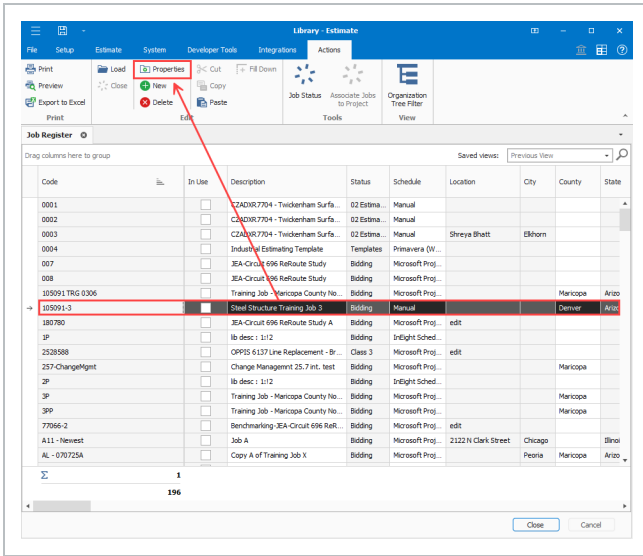 Library - Estimate
File Setup Estimate System Developer Tools Integrations Actions
Print Load Properties Cut Fill Down
Preview Close New Copy Job Status Associate Jobs to Project Organization Tree Filter
Export to Excel Delete Paste
Print Edit Tools View
Job Register
Drag columns here to group Saved views: Previous View
Code In Use Description Status Schedule Location City County State
0001 CZADXR7704 - Twickenham Surfa... 02 Estima... Manual
0002 CZADXR7704 - Twickenham Surfa... 02 Estima... Manual
0003 CZADXR7704 - Twickenham Surfa... 02 Estima... Manual Shreya Bhatt Elkhorn
0004 Industrial Estimating Template Templates Primavera (W...
007 JEA-Circuit 696 ReRoute Study Bidding Microsoft Proj...
008 JEA-Circuit 696 ReRoute Study Bidding Microsoft Proj...
105091 TRG 0306 Training Job - Maricopa County No... Bidding Microsoft Proj... Maricopa Arizo
105091-3 Steel Structure Training Job 3 Bidding Manual Denver Arizo
180780 JEA-Circuit 696 ReRoute Study A Bidding Microsoft Proj... edit
1P lib desc : 1:!2 Bidding InEight Sched...
2528588 OPPIS 6137 Line Replacement - Br... Class 3 Microsoft Proj... edit
257-ChangeMgmt Change Managemnt 25.7 int. test Bidding Microsoft Proj... Maricopa
2P lib desc : 1:!2 Bidding InEight Sched...
3P Training Job - Maricopa County No... Bidding Microsoft Proj... Maricopa
3PP Training Job - Maricopa County No... Bidding Microsoft Proj... Maricopa
77066-2 Benchmarking-JEA-Circuit 696 ReR... Bidding Microsoft Proj... edit
A11 - Newest Job A Bidding Microsoft Proj... 2122 N Clark Street Chicago Illinoi
AL - 070725A Copy A of Training Job X Bidding Microsoft Proj... Peoria Maricopa Arizo
Σ 1
196
Close Cancel